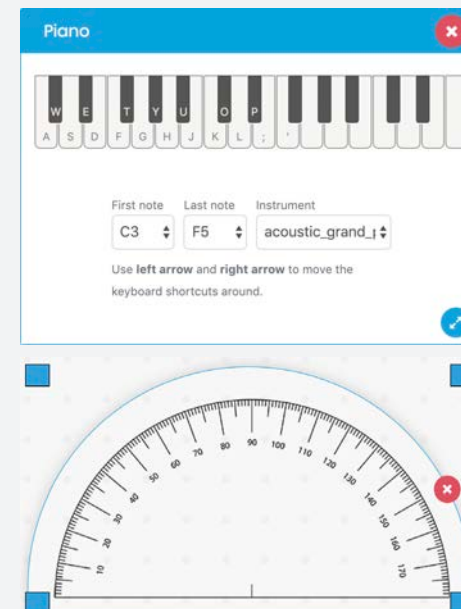 Piano
W E T Y U O P
A S D F G H J K L ; '
First note Last note Instrument
C3 F5 acoustic_grand_p
Use left arrow and right arrow to move the
keyboard shortcuts around.
10 20 30 40 50 60 70 80 90 100 110 120 130 140 150 160 170